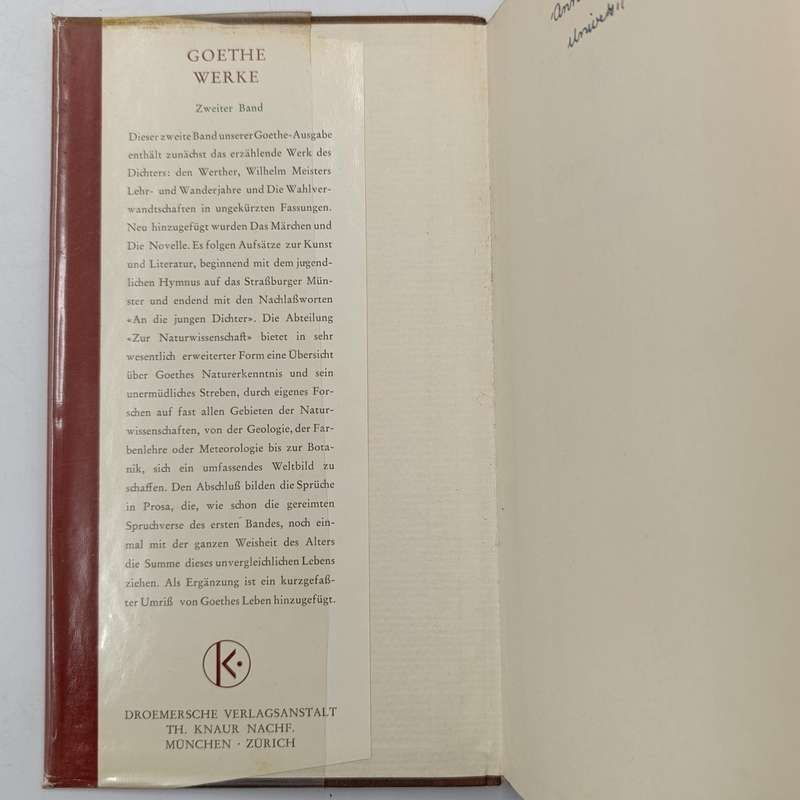 GOETHE
WERKE
Zweiter Band
Dieser zweite Band unserer Goethe-Ausgabe
enthält zunächst das erzählende Werk des
Dichters: den Werther, Wilhelm Meisters
Lehr- und Wanderjahre und Die Wahlver-
wandtschaften in ungekürzten Fassungen.
Neu hinzugefügt wurden Das Märchen und
Die Novelle. Es folgen Aufsätze zur Kunst
und Literatur, beginnend mit dem jugend-
lichen Hymnus auf das Straßburger Mün-
ster und endend mit den Nachlaßworten
«An die jungen Dichter». Die Abteilung
«Zur Naturwissenschaft» bietet in sehr
wesentlich erweiterter Form eine Übersicht
über Goethes Naturerkenntnis und sein
unermüdliches Streben, durch eigenes For-
schen auf fast allen Gebieten der Natur-
wissenschaften, von der Geologie, der Far-
benlehre oder Meteorologie bis zur Bota-
nik, sich ein umfassendes Weltbild zu
schaffen. Den Abschluß bilden die Sprüche
in Prosa, die, wie schon die gereimten
Spruchverse des ersten Bandes, noch ein-
mal mit der ganzen Weisheit des Alters
die Summe dieses unvergleichlichen Lebens
ziehen. Als Ergänzung ist ein kurzgefaß-
ter Umriß von Goethes Leben hinzugefügt.
K
DROEMERSCHE VERLAGSANSTALT
TH. KNAUR NACHF.
MÜNCHEN · ZÜRICH